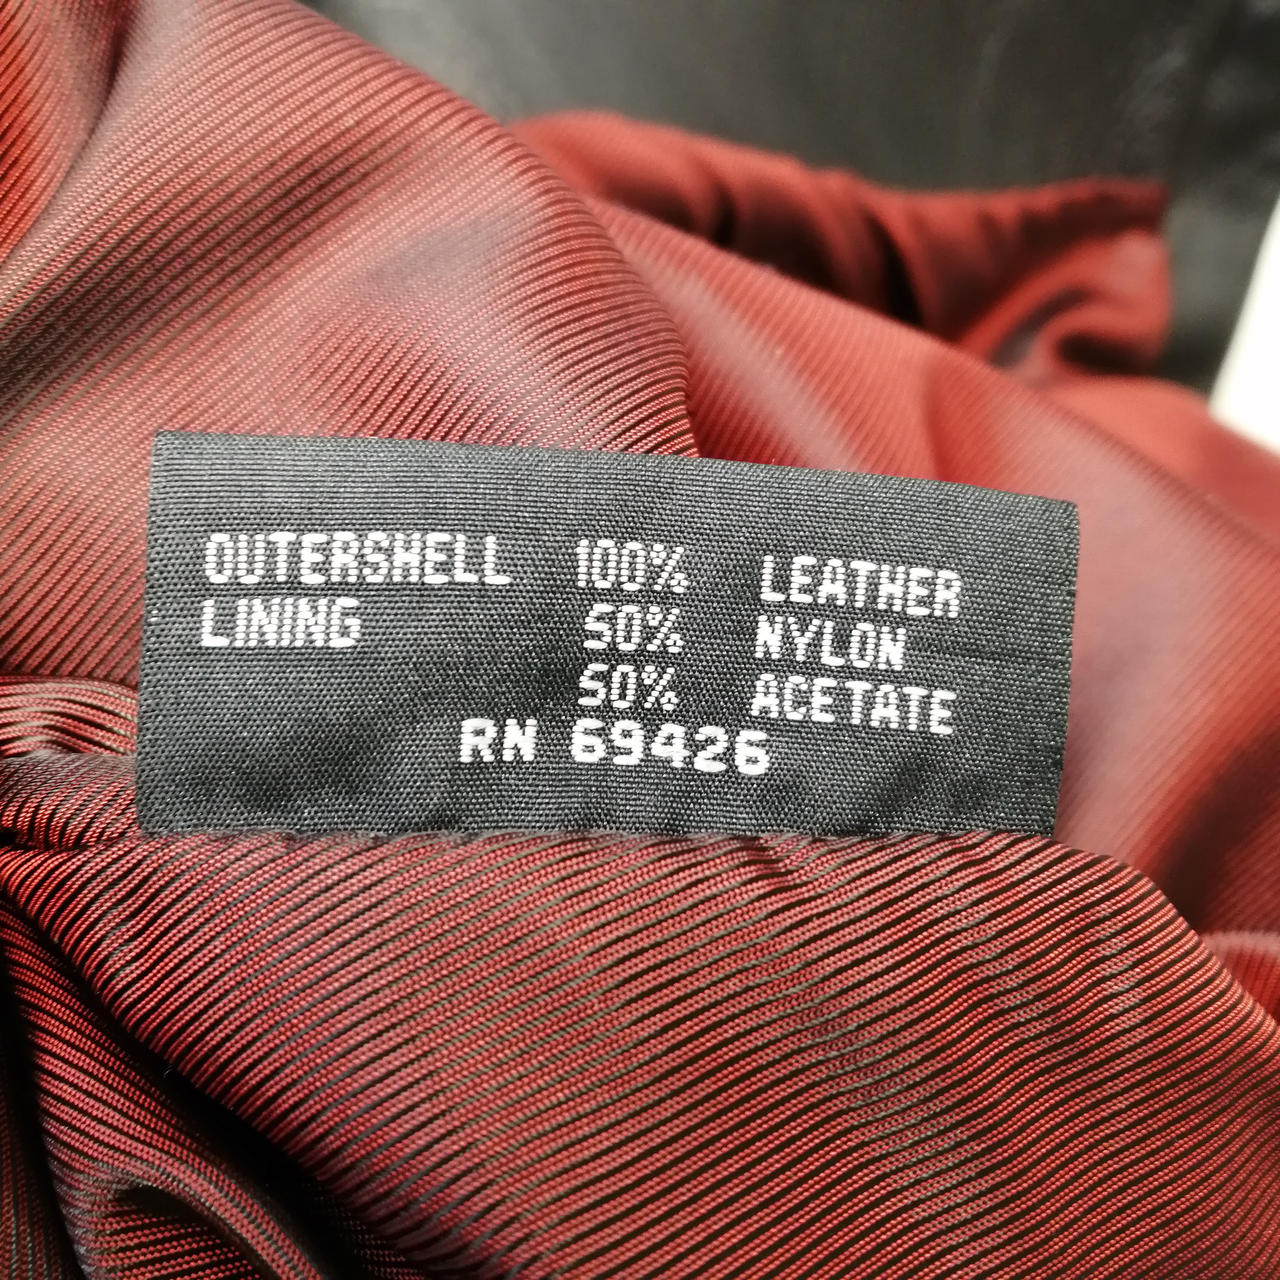 OUTERSHELL 100% LEATHER
LINING 50% NYLON
50% ACETATE
RN 69426